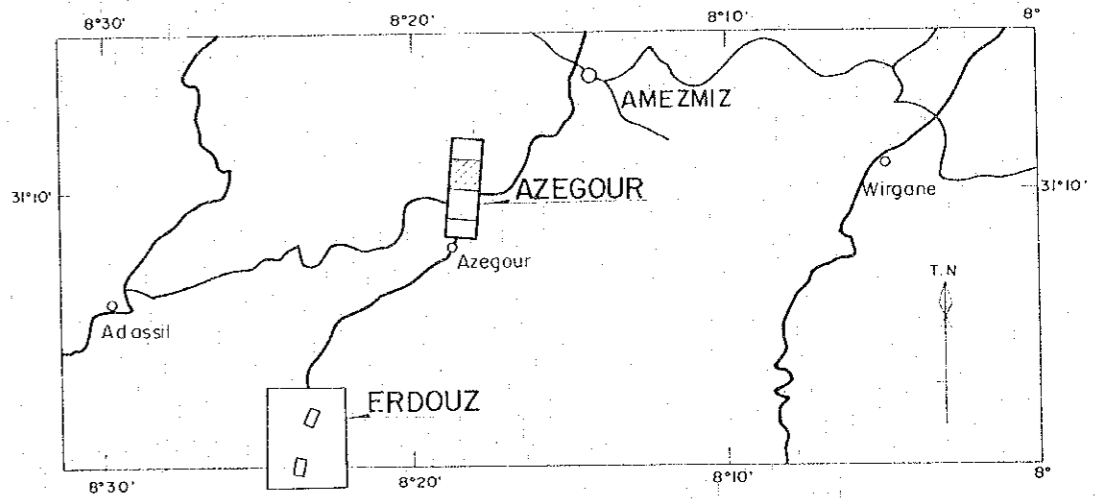 8°30' 8°20' 8°10' 8°
AMEZMIZ
Wirgane
31°10' AZEGOUR 31°10'
Azegour
T.N
Adassil
ERDOUZ
8°30' 8°20' 8°10' 8°